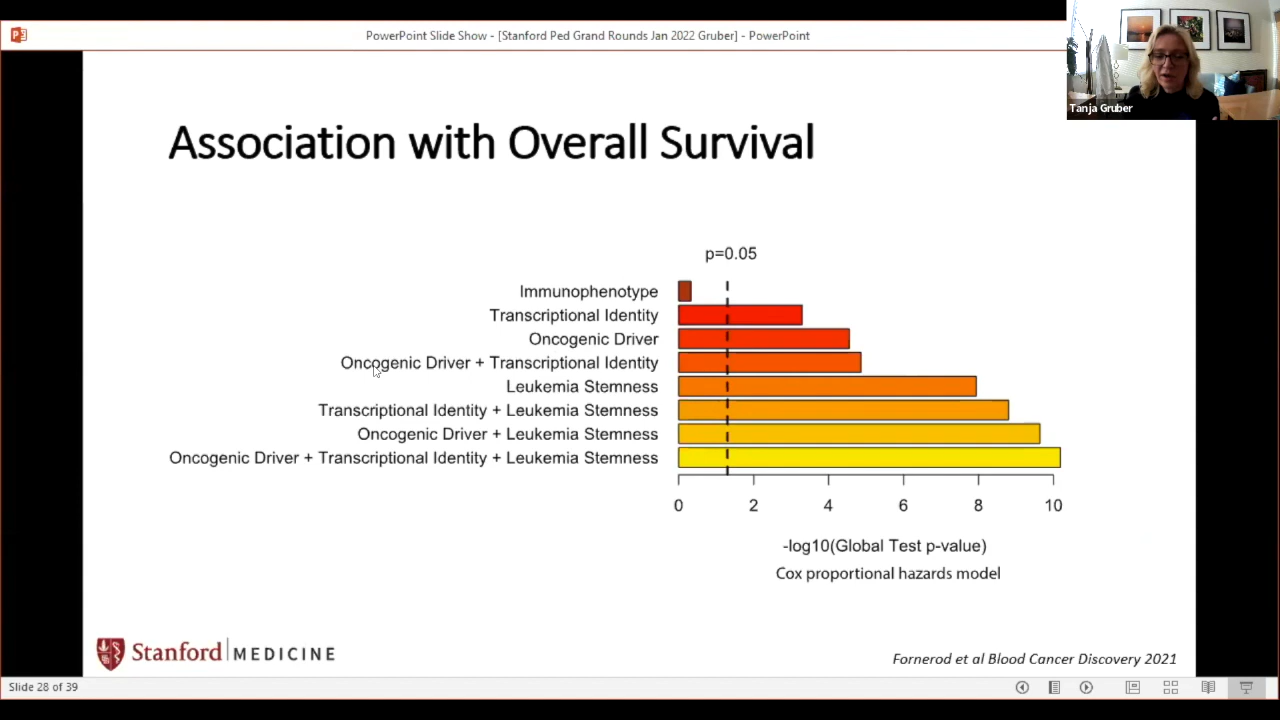 PowerPoint Slide Show - [Stanford Ped Grand Rounds Jan 2022 Gruber] - PowerPoint
Tanja Gruber
Association with Overall Survival
p=0.05
Immunophenotype
Transcriptional Identity
Oncogenic Driver
Oncogenic Driver + Transcriptional Identity
Leukemia Stemness
Transcriptional Identity + Leukemia Stemness
Oncogenic Driver + Leukemia Stemness
Oncogenic Driver + Transcriptional Identity + Leukemia Stemness
0 2 4 6 8 10
-log10(Global Test p-value)
Cox proportional hazards model
Stanford MEDICINE
Fornerod et al Blood Cancer Discovery 2021
Slide 28 of 39